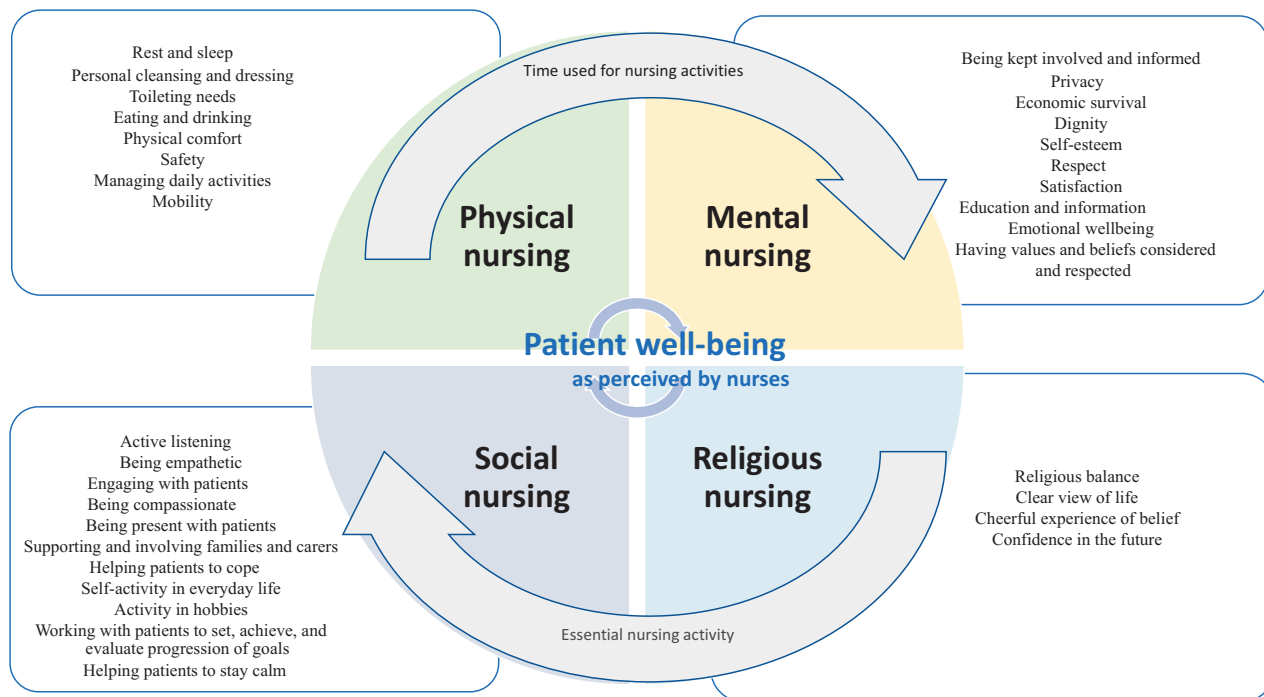 Rest and sleep
Personal cleansing and dressing
Toileting needs
Eating and drinking
Physical comfort
Safety
Managing daily activities
Mobility
Time used for nursing activities
Being kept involved and informed
Privacy
Economic survival
Dignity
Self-esteem
Respect
Satisfaction
Education and information
Emotional wellbeing
Having values and beliefs considered
and respected
Physical
nursing
Mental
nursing
Patient well-being
as perceived by nurses
Social
nursing
Religious
nursing
Active listening
Being empathetic
Engaging with patients
Being compassionate
Being present with patients
Supporting and involving families and carers
Helping patients to cope
Self-activity in everyday life
Activity in hobbies
Working with patients to set, achieve, and
evaluate progression of goals
Helping patients to stay calm
Religious balance
Clear view of life
Cheerful experience of belief
Confidence in the future
Essential nursing activity